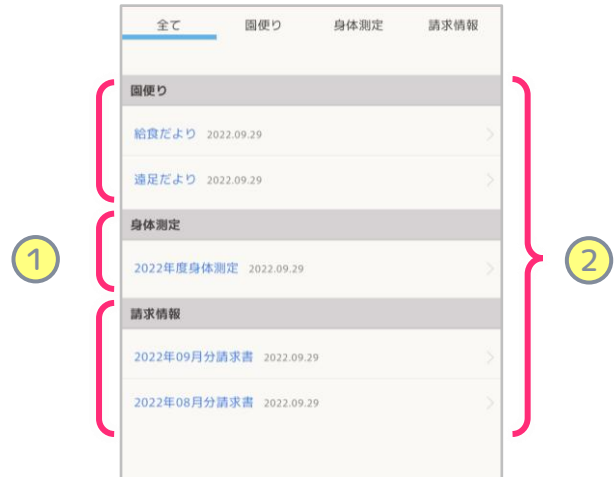 全て 園便り 身体測定 請求情報
園便り
給食だより 2022.09.29
遠足だより 2022.09.29
身体測定
1
2022年度身体測定 2022.09.29
2
請求情報
2022年09月分請求書 2022.09.29
2022年08月分請求書 2022.09.29